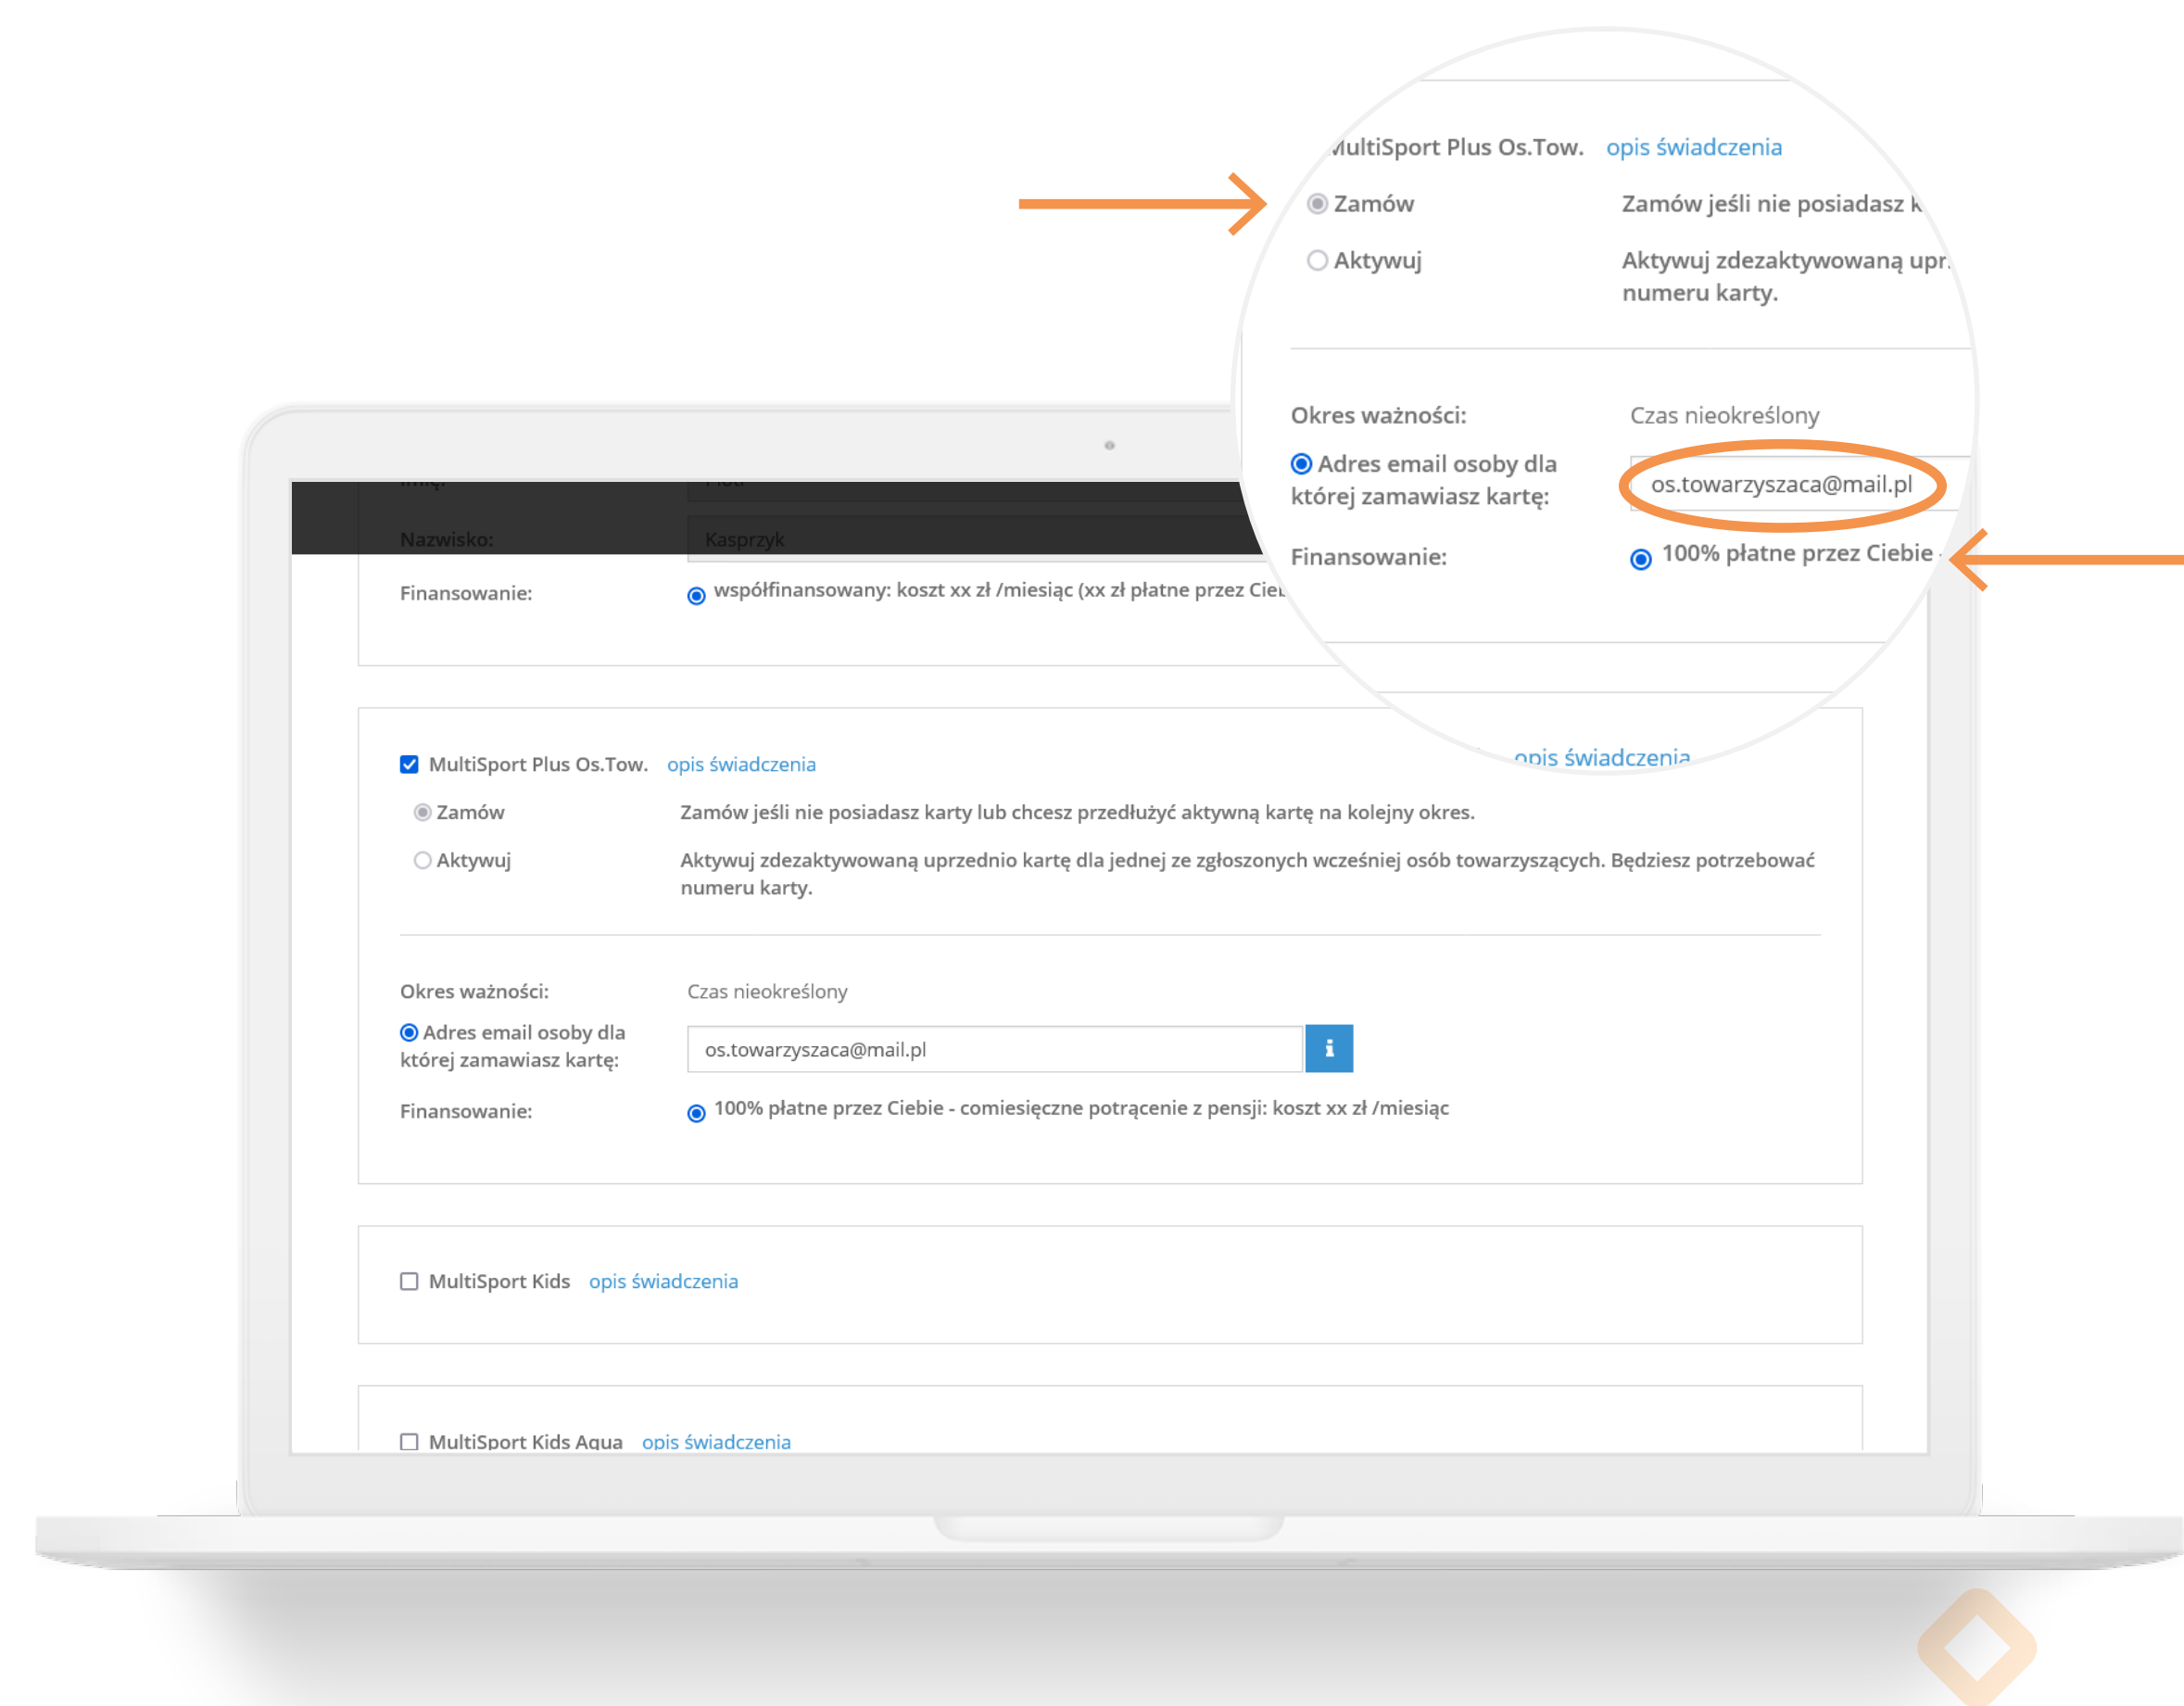 MultiSport Plus Os.Tow. opis świadczenia
Zamów Zamów jeśli nie posiadasz
Aktywuj Aktywuj zdezaktywowaną
numeru karty.
Okres ważności: Czas nieokreślony
Adres email osoby dla
której zamawiasz kartę: os.towarzyszaca@mail.pl
Finansowanie: 100% płatne przez Ciebie -
opis świadczenia
Nazwisko: Kasprzyk
Finansowanie: współfinansowany: koszt xx zł /miesiąc (xx zł płatne przez
MultiSport Plus Os.Tow. opis świadczenia
Zamów Zamów jeśli nie posiadasz karty lub chcesz przedłużyć aktywną kartę na kolejny okres.
Aktywuj Aktywuj zdezaktywowaną uprzednio kartę dla jednej ze zgłoszonych wcześniej osób towarzyszących. Będziesz potrzebować
numeru karty.
Okres ważności: Czas nieokreślony
Adres email osoby dla
której zamawiasz kartę: os.towarzyszaca@mail.pl i
Finansowanie: 100% płatne przez Ciebie - comiesięczne potrącenie z pensji: koszt xx zł /miesiąc
MultiSport Kids opis świadczenia
MultiSport Kids Aqua opis świadczenia